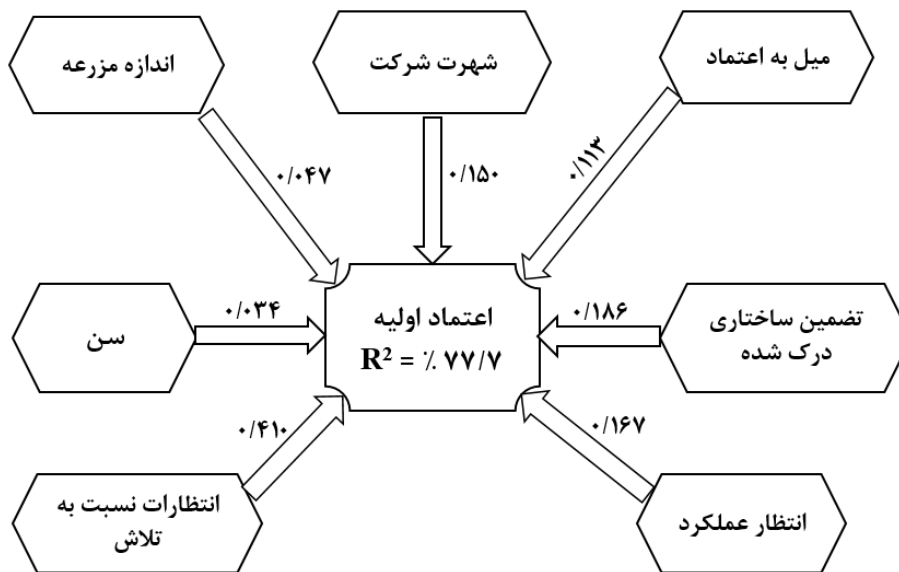 میل به اعتماد
شهرت شرکت
اندازه مزرعه
۰/۱۱۳
۰/۱۵۰
۰/۰۴۷
تضمین ساختاری
درک شده
۰/۱۸۶
اعتماد اولیه
R² = ٪ ۷۷/۷
۰/۰۳۴
سن
۰/۱۶۷
۰/۴۱۰
انتظار عملکرد
انتظارات نسبت به
تلاش